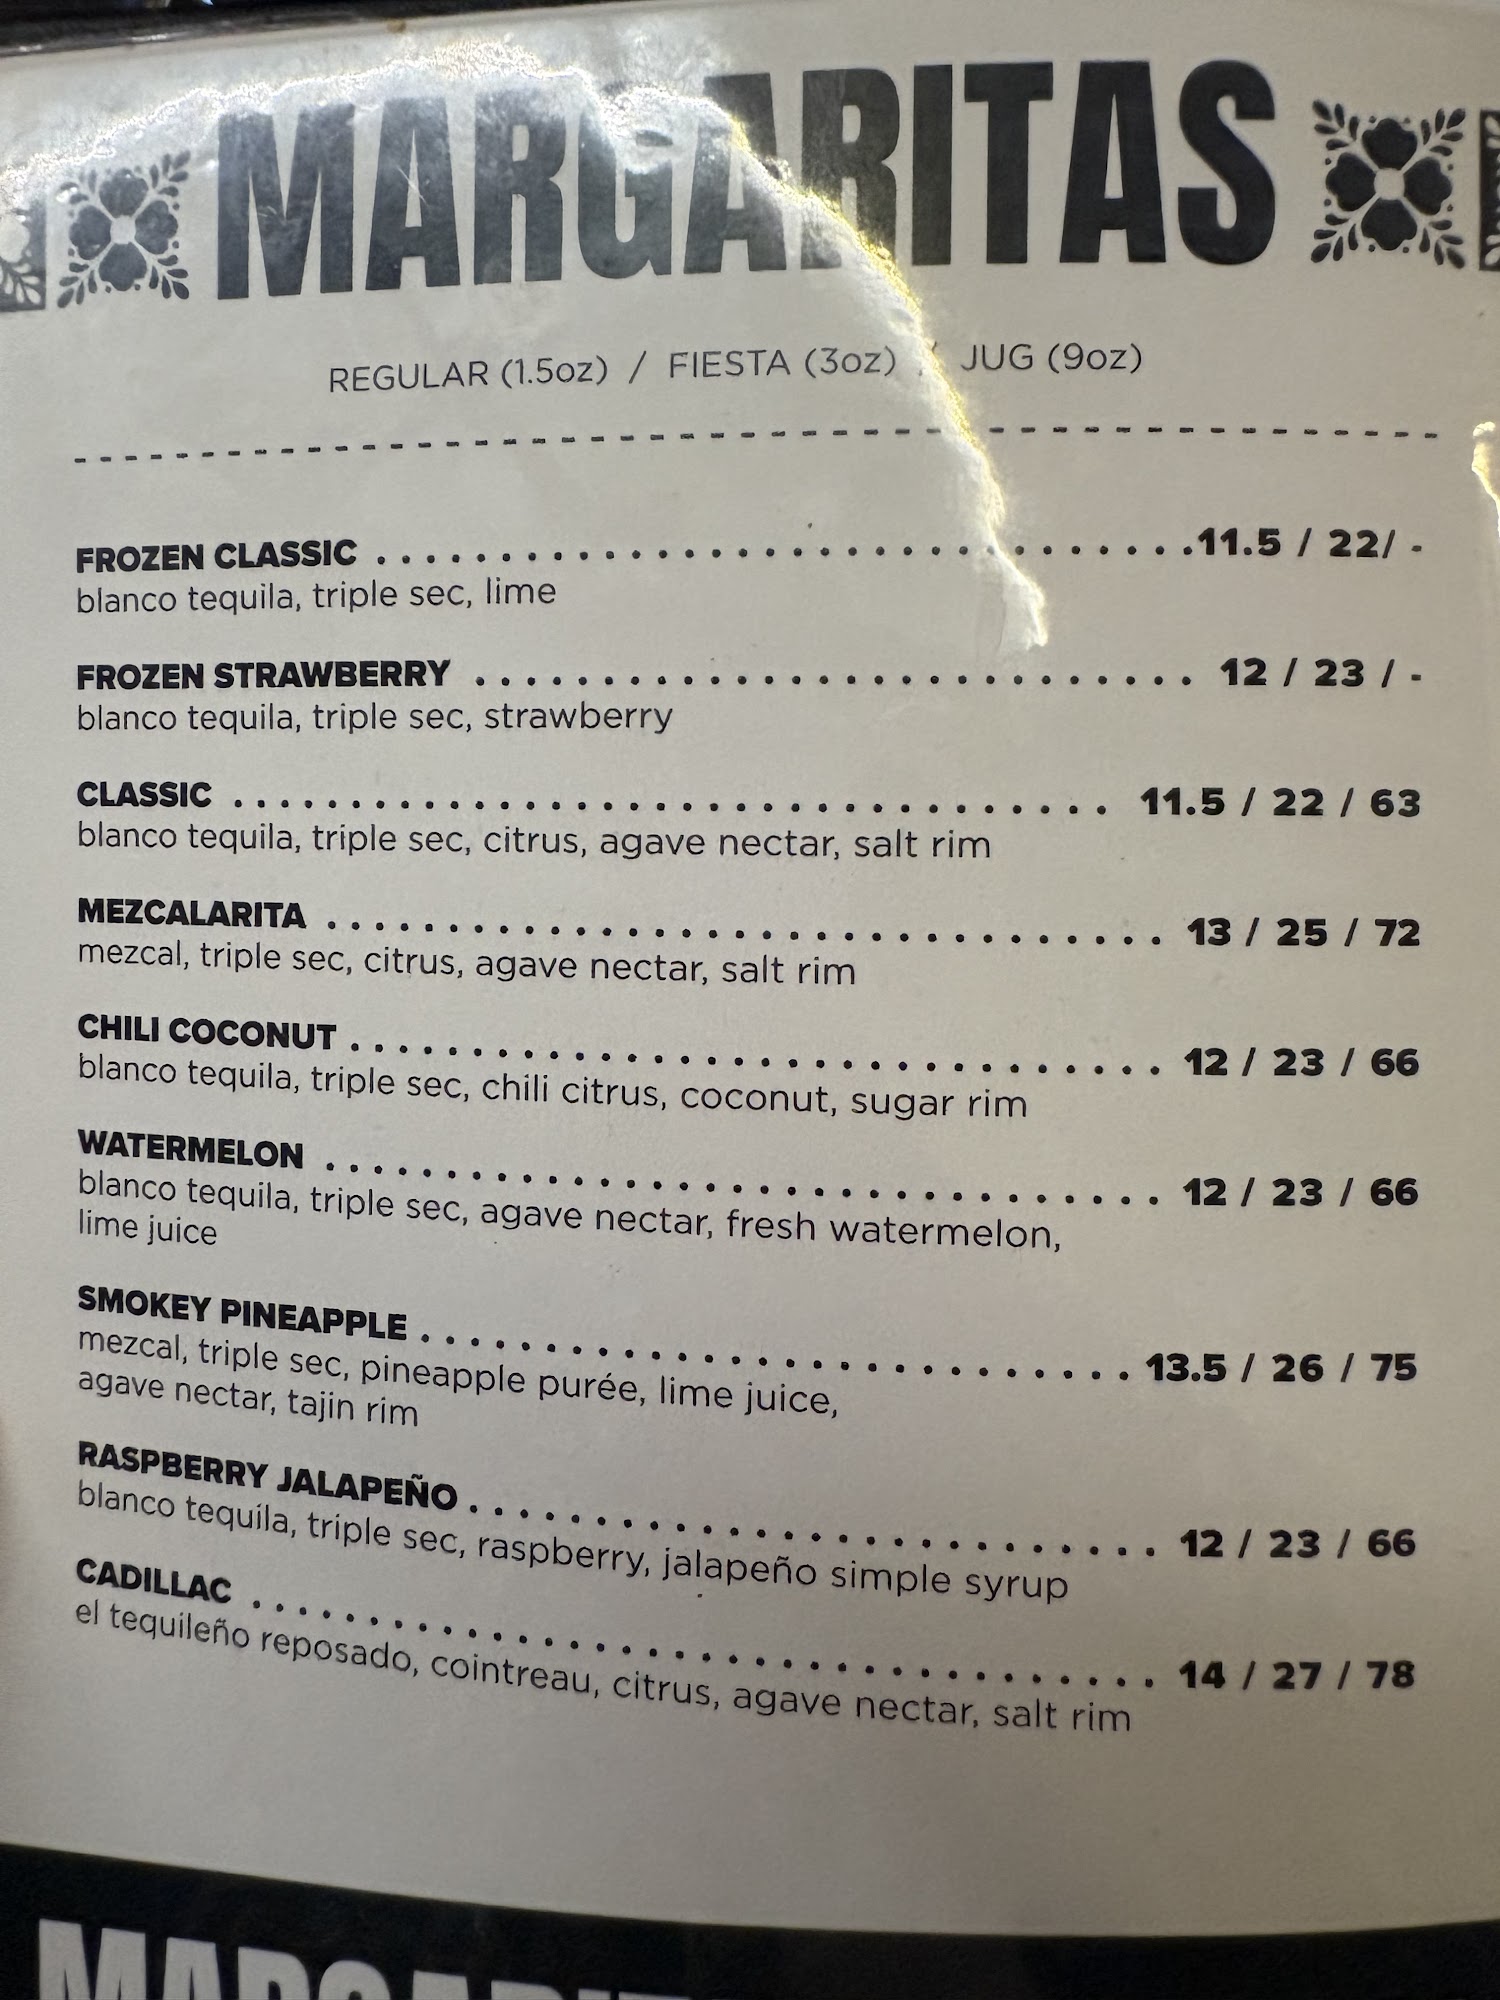 MARGARITAS
REGULAR (1.5oz) / FIESTA (3oz) / JUG (9oz)
FROZEN CLASSIC 11.5 / 22/ -
blanco tequila, triple sec, lime
FROZEN STRAWBERRY 12 / 23 / -
blanco tequila, triple sec, strawberry
CLASSIC 11.5 / 22 / 63
blanco tequila, triple sec, citrus, agave nectar, salt rim
MEZCALARITA 13 / 25 / 72
mezcal, triple sec, citrus, agave nectar, salt rim
CHILI COCONUT 12 / 23 / 66
blanco tequila, triple sec, chili citrus, coconut, sugar rim
WATERMELON 12 / 23 / 66
blanco tequila, triple sec, agave nectar, fresh watermelon,
lime juice
SMOKEY PINEAPPLE 13.5 / 26 / 75
mezcal, triple sec, pineapple purée, lime juice,
agave nectar, tajin rim
RASPBERRY JALAPEÑO 12 / 23 / 66
blanco tequila, triple sec, raspberry, jalapeño simple syrup
CADILLAC 14 / 27 / 78
el tequileño reposado, cointreau, citrus, agave nectar, salt rim